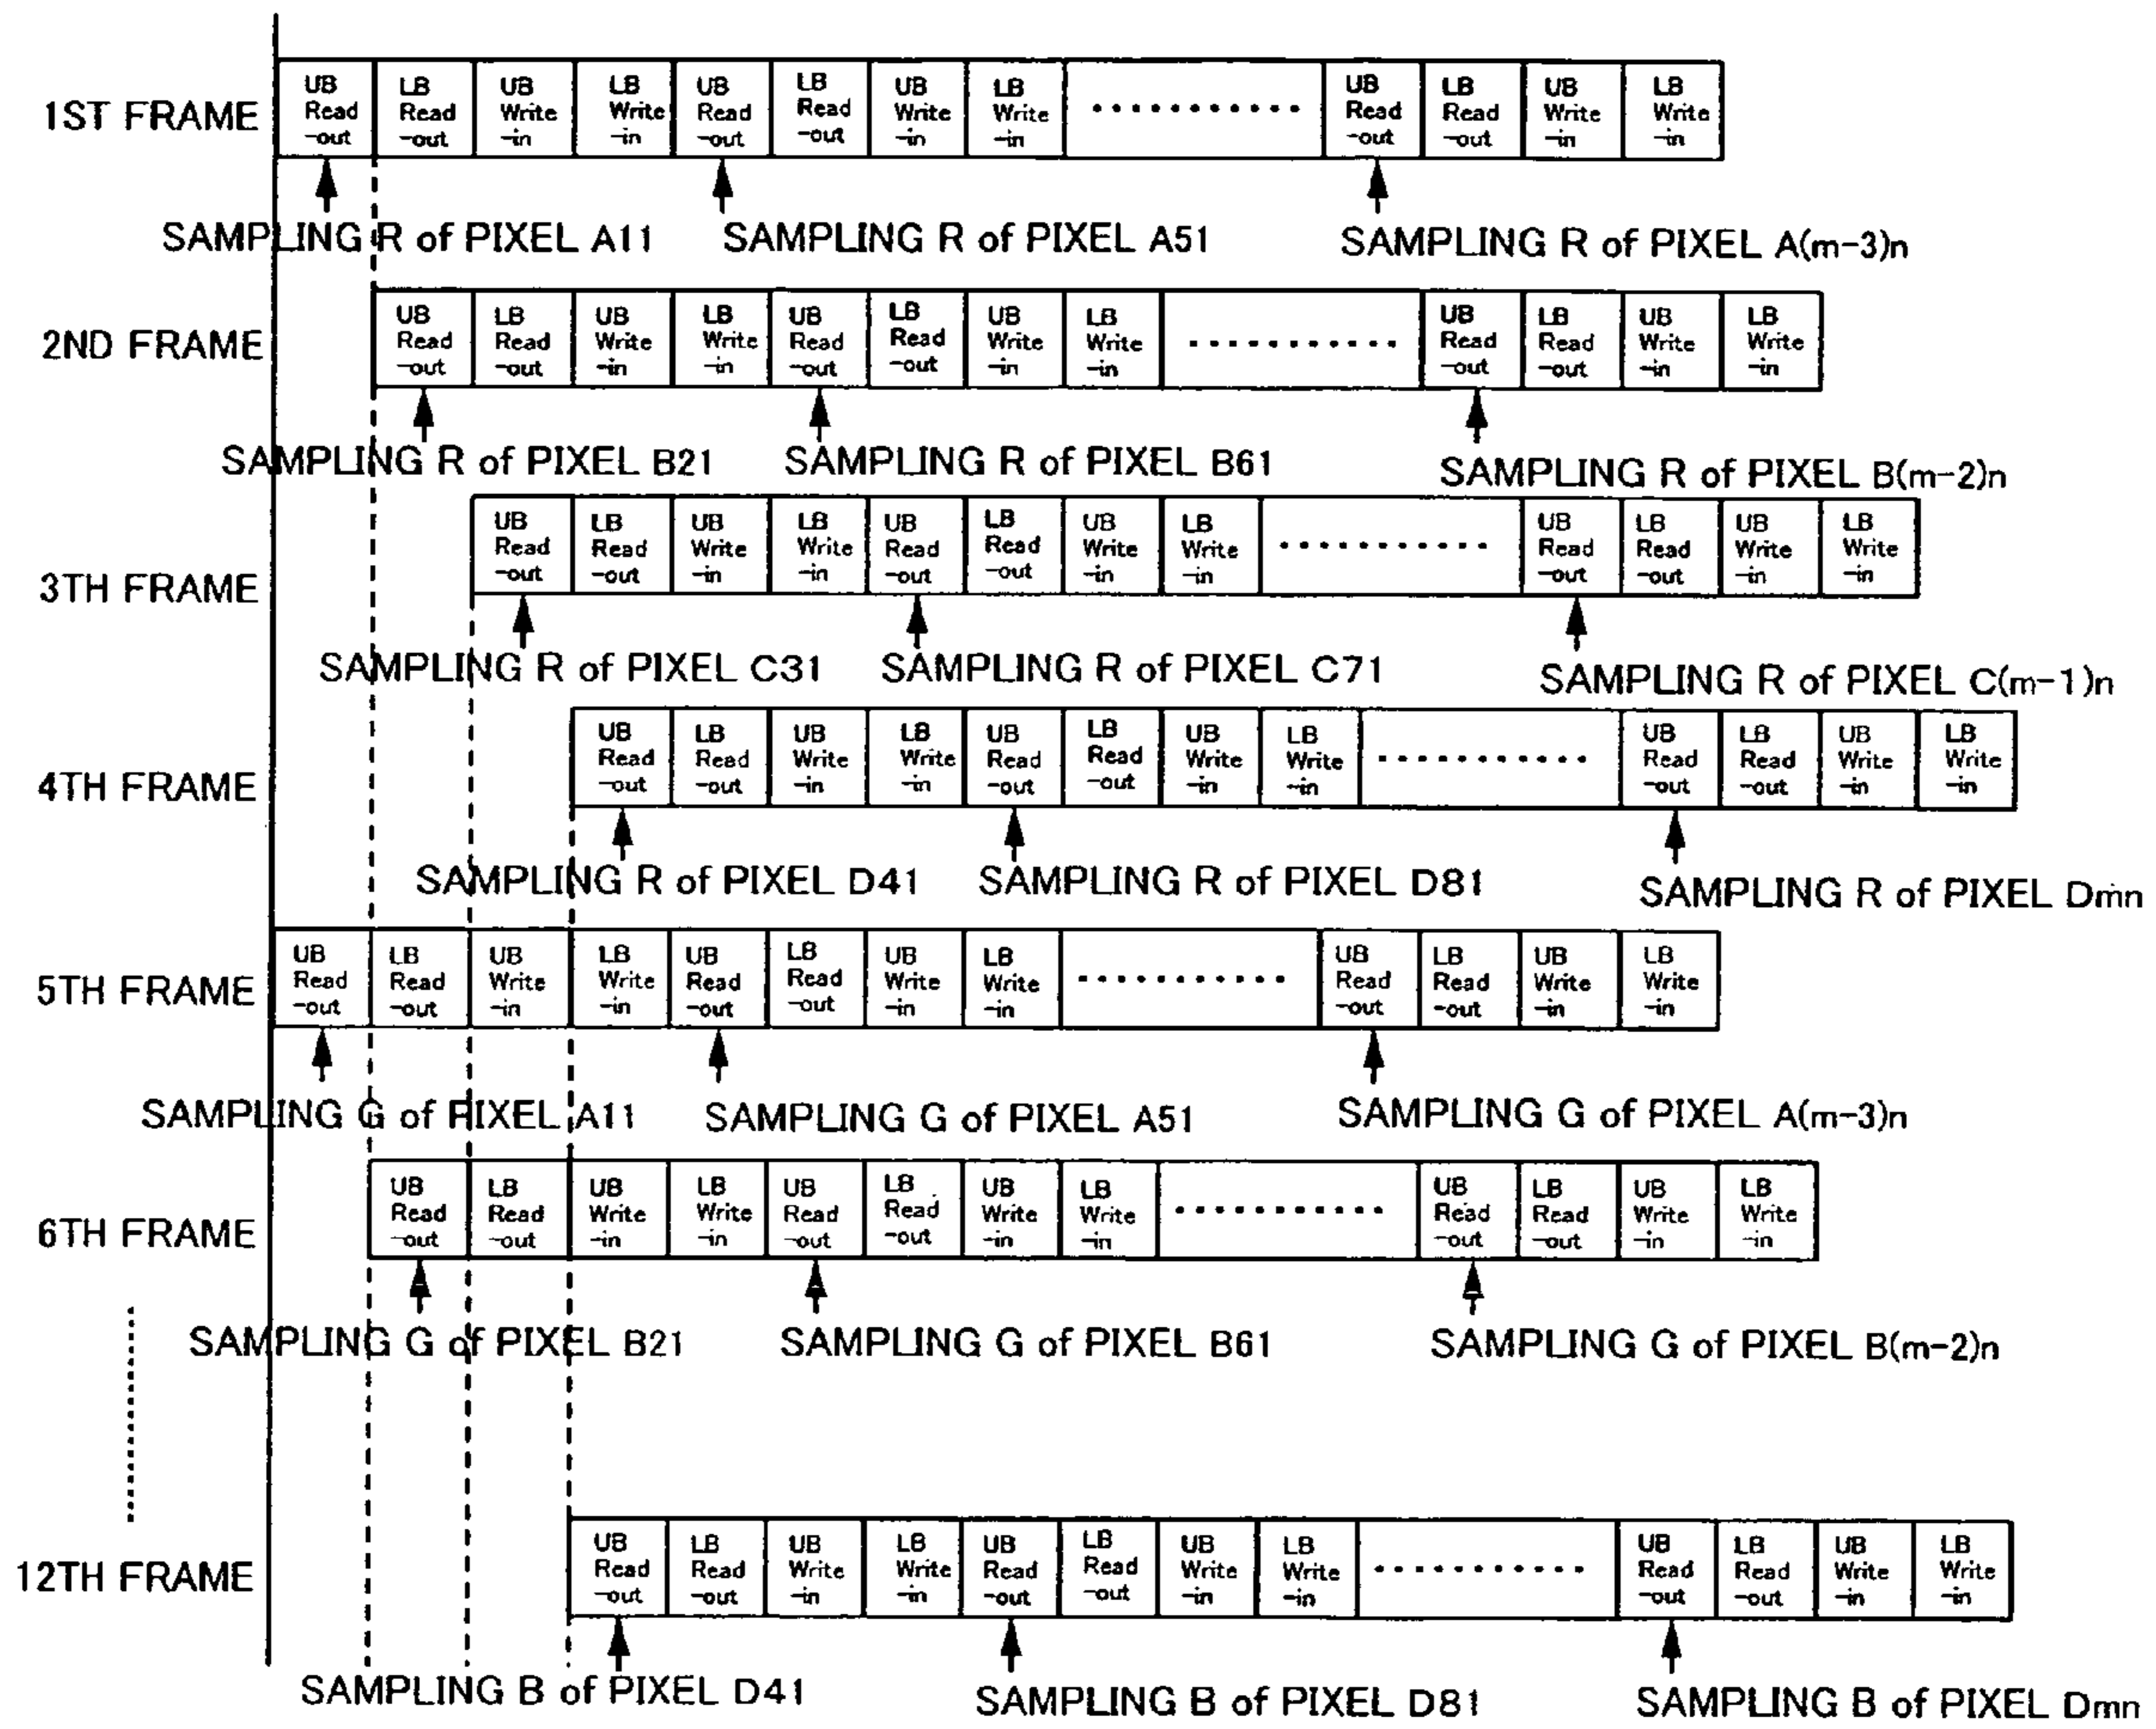 1ST FRAME
UB Read -out
LB Read -out
UB Write -in
LB Write -in
UB Read -out
LB Read -out
UB Write -in
LB Write -in
...........
UB Read -out
LB Read -out
UB Write -in
LB Write -in
SAMPLING R of PIXEL A11
SAMPLING R of PIXEL A51
SAMPLING R of PIXEL A(m-3)n
2ND FRAME
UB Read -out
LB Read -out
UB Write -in
LB Write -in
UB Read -out
LB Read -out
UB Write -in
LB Write -in
...........
UB Read -out
LB Read -out
UB Write -in
LB Write -in
SAMPLING R of PIXEL B21
SAMPLING R of PIXEL B61
SAMPLING R of PIXEL B(m-2)n
3TH FRAME
UB Read -out
LB Read -out
UB Write -in
LB Write -in
UB Read -out
LB Read -out
UB Write -in
LB Write -in
...........
UB Read -out
LB Read -out
UB Write -in
LB Write -in
SAMPLING R of PIXEL C31
SAMPLING R of PIXEL C71
SAMPLING R of PIXEL C(m-1)n
4TH FRAME
UB Read -out
LB Read -out
UB Write -in
LB Write -in
UB Read -out
LB Read -out
UB Write -in
LB Write -in
...........
UB Read -out
LB Read -out
UB Write -in
LB Write -in
SAMPLING R of PIXEL D41
SAMPLING R of PIXEL D81
SAMPLING R of PIXEL Dmn
5TH FRAME
UB Read -out
LB Read -out
UB Write -in
LB Write -in
UB Read -out
LB Read -out
UB Write -in
LB Write -in
...........
UB Read -out
LB Read -out
UB Write -in
LB Write -in
SAMPLING G of PIXEL A11
SAMPLING G of PIXEL A51
SAMPLING G of PIXEL A(m-3)n
6TH FRAME
UB Read -out
LB Read -out
UB Write -in
LB Write -in
UB Read -out
LB Read -out
UB Write -in
LB Write -in
...........
UB Read -out
LB Read -out
UB Write -in
LB Write -in
SAMPLING G of PIXEL B21
SAMPLING G of PIXEL B61
SAMPLING G of PIXEL B(m-2)n
12TH FRAME
UB Read -out
LB Read -out
UB Write -in
LB Write -in
UB Read -out
LB Read -out
UB Write -in
LB Write -in
...........
UB Read -out
LB Read -out
UB Write -in
LB Write -in
SAMPLING B of PIXEL D41
SAMPLING B of PIXEL D81
SAMPLING B of PIXEL Dmn